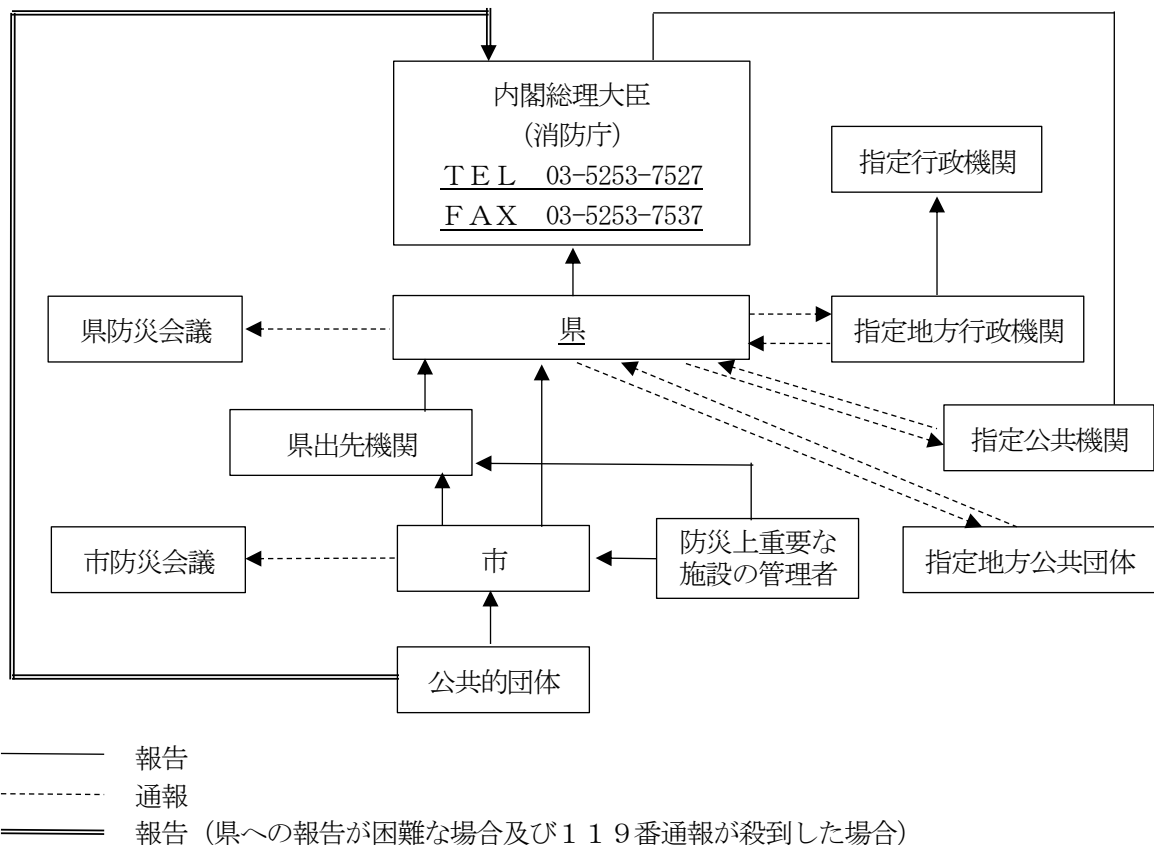 内閣総理大臣
(消防庁)
ＴＥＬ　03-5253-7527
ＦＡＸ　03-5253-7537
指定行政機関
県防災会議
県
指定地方行政機関
県出先機関
指定公共機関
市防災会議
市
防災上重要な
施設の管理者
指定地方公共団体
公共的団体
報告
通報
報告（県への報告が困難な場合及び１１９番通報が殺到した場合）